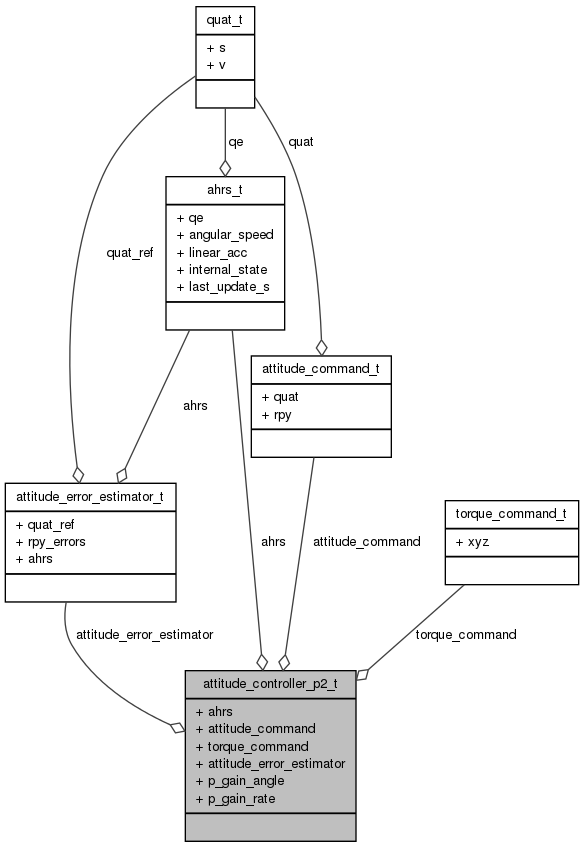 quat_t
+ s
+ v
qe
quat
ahrs_t
+ qe
+ angular_speed
+ linear_acc
+ internal_state
+ last_update_s
quat_ref
attitude_command_t
+ quat
+ rpy
ahrs
attitude_error_estimator_t
+ quat_ref
+ rpy_errors
+ ahrs
torque_command_t
+ xyz
ahrs
attitude_command
attitude_error_estimator
torque_command
attitude_controller_p2_t
+ ahrs
+ attitude_command
+ torque_command
+ attitude_error_estimator
+ p_gain_angle
+ p_gain_rate